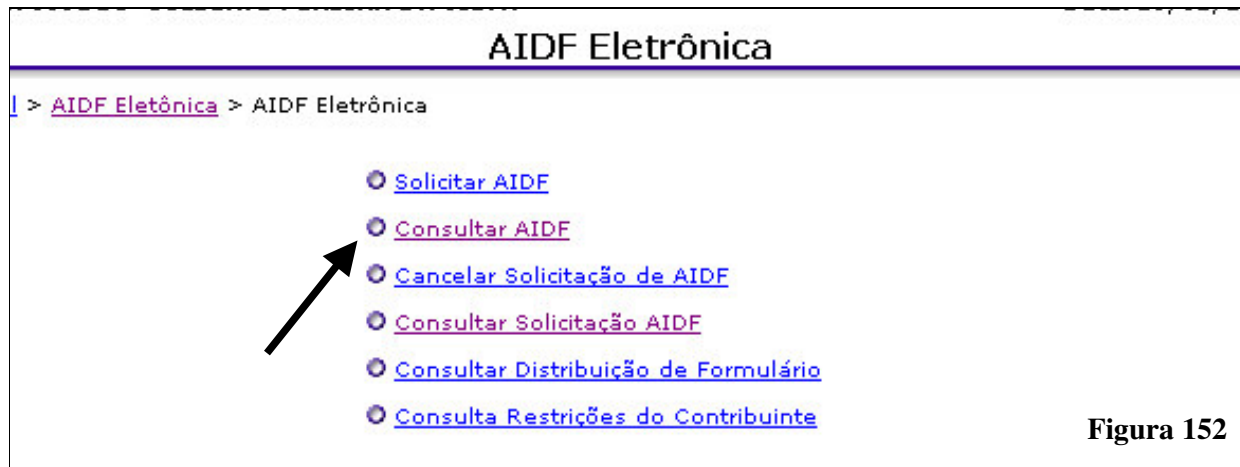 AIDF Eletrônica
l > AIDF Eletônica > AIDF Eletrônica
Solicitar AIDF
Consultar AIDF
Cancelar Solicitação de AIDF
Consultar Solicitação AIDF
Consultar Distribuição de Formulário
Consulta Restrições do Contribuinte
Figura 152